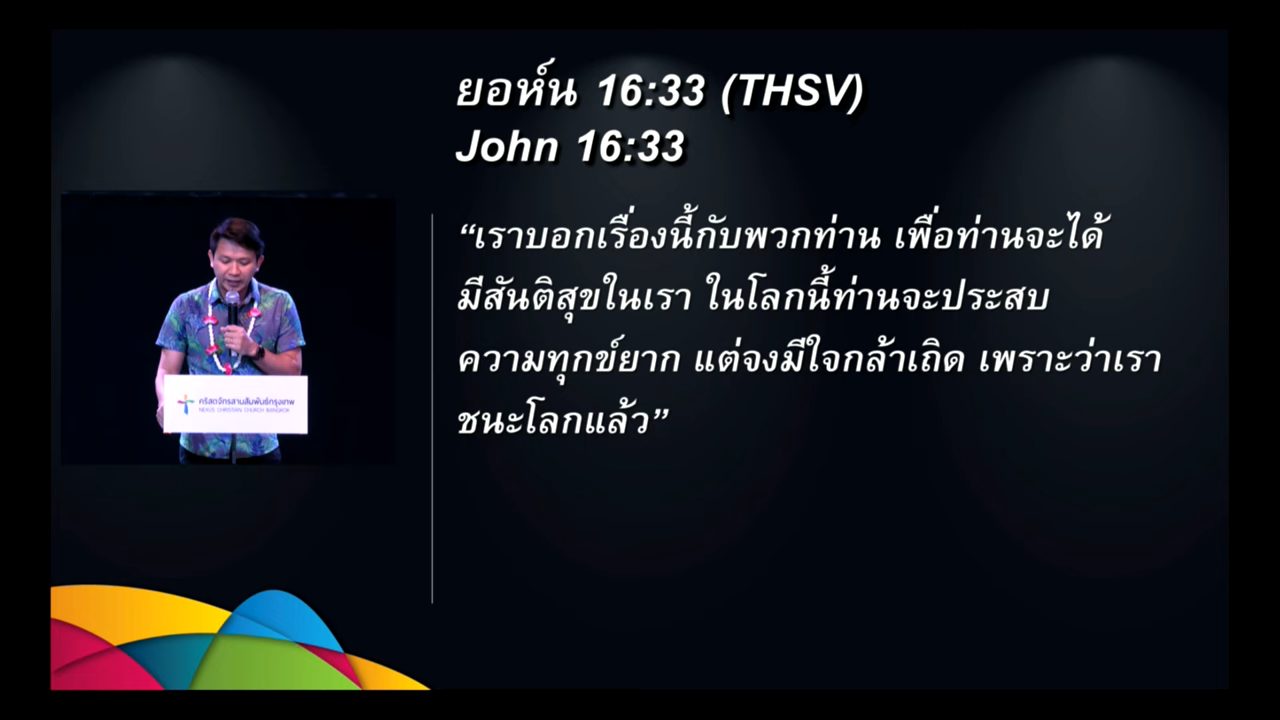 ยอห์น 16:33 (THSV)
John 16:33
“เราบอกเรื่องนี้กับพวกท่าน เพื่อท่านจะได้
มีสันติสุขในเรา ในโลกนี้ท่านจะประสบ
ความทุกข์ยาก แต่จงมีใจกล้าเถิด เพราะว่าเรา
ชนะโลกแล้ว”
คริสตจักรสานสัมพันธ์กรุงเทพ
NEXUS CHRISTIAN CHURCH BANGKOK